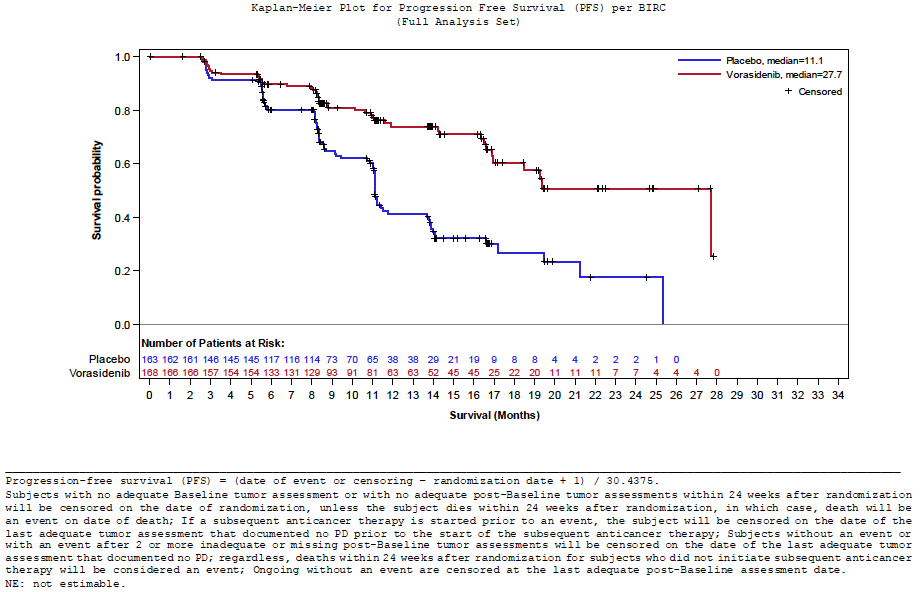 Kaplan-Meier Plot for Progression Free Survival (PFS) per BIRC
(Full Analysis Set)
Placebo, median=11.1
Vorasidenib, median=27.7
+ Censored
Survival probability
1.0
0.8
0.6
0.4
0.2
0.0
Number of Patients at Risk:
Placebo 163 162 161 146 145 145 117 116 114 73 70 65 38 38 29 21 19 9 8 8 4 4 2 2 2 1 0
Vorasidenib 168 166 166 157 154 154 133 131 129 93 91 81 63 63 52 45 45 25 22 20 11 11 11 7 7 4 4 4 0
0 1 2 3 4 5 6 7 8 9 10 11 12 13 14 15 16 17 18 19 20 21 22 23 24 25 26 27 28 29 30 31 32 33 34
Survival (Months)
Progression-free survival (PFS) = (date of event or censoring - randomization date + 1) / 30.4375.
Subjects with no adequate Baseline tumor assessment or with no adequate post-Baseline tumor assessments within 24 weeks after randomization
will be censored on the date of randomization, unless the subject dies within 24 weeks after randomization, in which case, death will be
an event on date of death; If a subsequent anticancer therapy is started prior to an event, the subject will be censored on the date of the
last adequate tumor assessment that documented no PD prior to the start of the subsequent anticancer therapy; Subjects without an event or
with an event after 2 or more inadequate or missing post-Baseline tumor assessments will be censored on the date of the last adequate tumor
assessment that documented no PD; regardless, deaths within 24 weeks after randomization for subjects who did not initiate subsequent anticancer
therapy will be considered an event; Ongoing without an event are censored at the last adequate post-Baseline assessment date.
NE: not estimable.